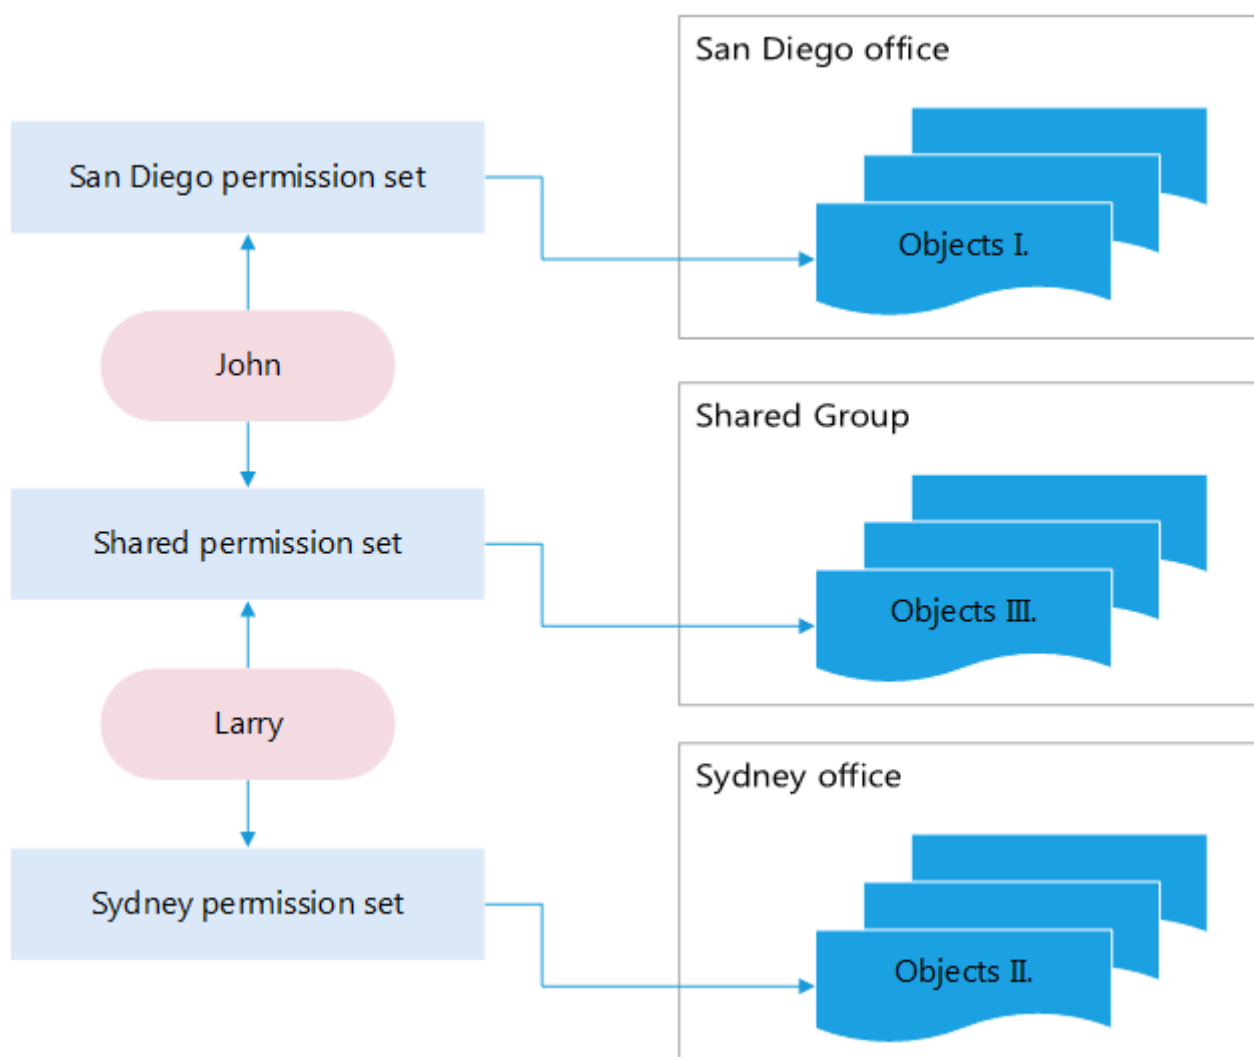 San Diego office
San Diego permission set
Objects I.
John
Shared Group
Shared permission set
Objects III.
Larry
Sydney office
Sydney permission set
Objects II.